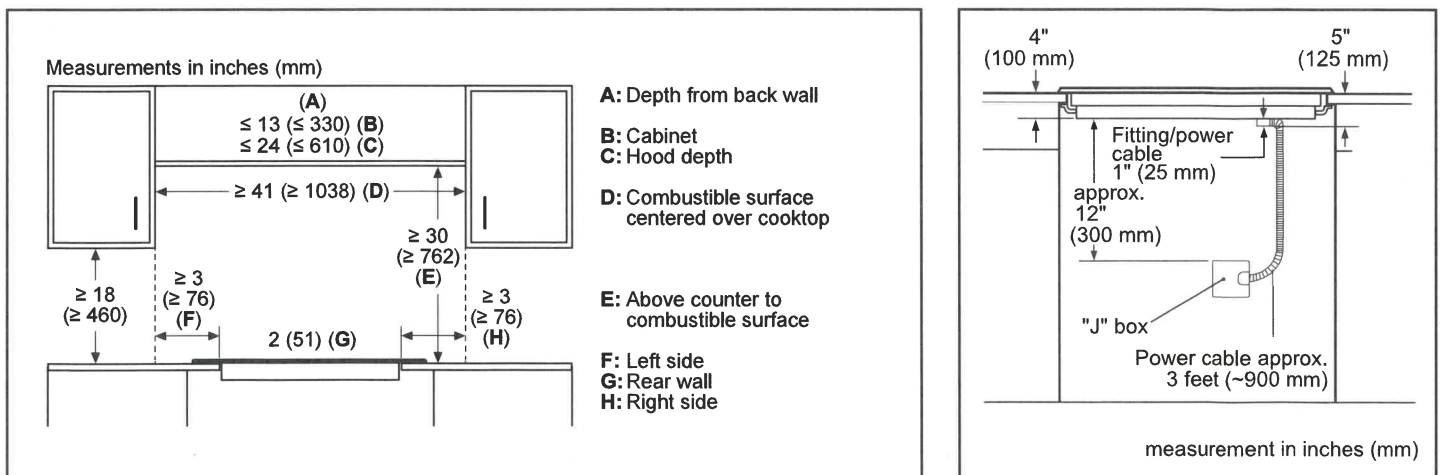 Measurements in inches (mm)
(A)
≤ 13 (≤ 330) (B)
≤ 24 (≤ 610) (C)
≥ 41 (≥ 1038) (D)
≥ 30
(≥ 762)
(E)
≥ 18
(≥ 460)
≥ 3
(≥ 76)
(F)
2 (51) (G)
≥ 3
(≥ 76)
(H)
A: Depth from back wall
B: Cabinet
C: Hood depth
D: Combustible surface
centered over cooktop
E: Above counter to
combustible surface
F: Left side
G: Rear wall
H: Right side
4"
(100 mm)
5"
(125 mm)
Fitting/power
cable
1" (25 mm)
approx.
12"
(300 mm)
"J" box
Power cable approx.
3 feet (~900 mm)
measurement in inches (mm)